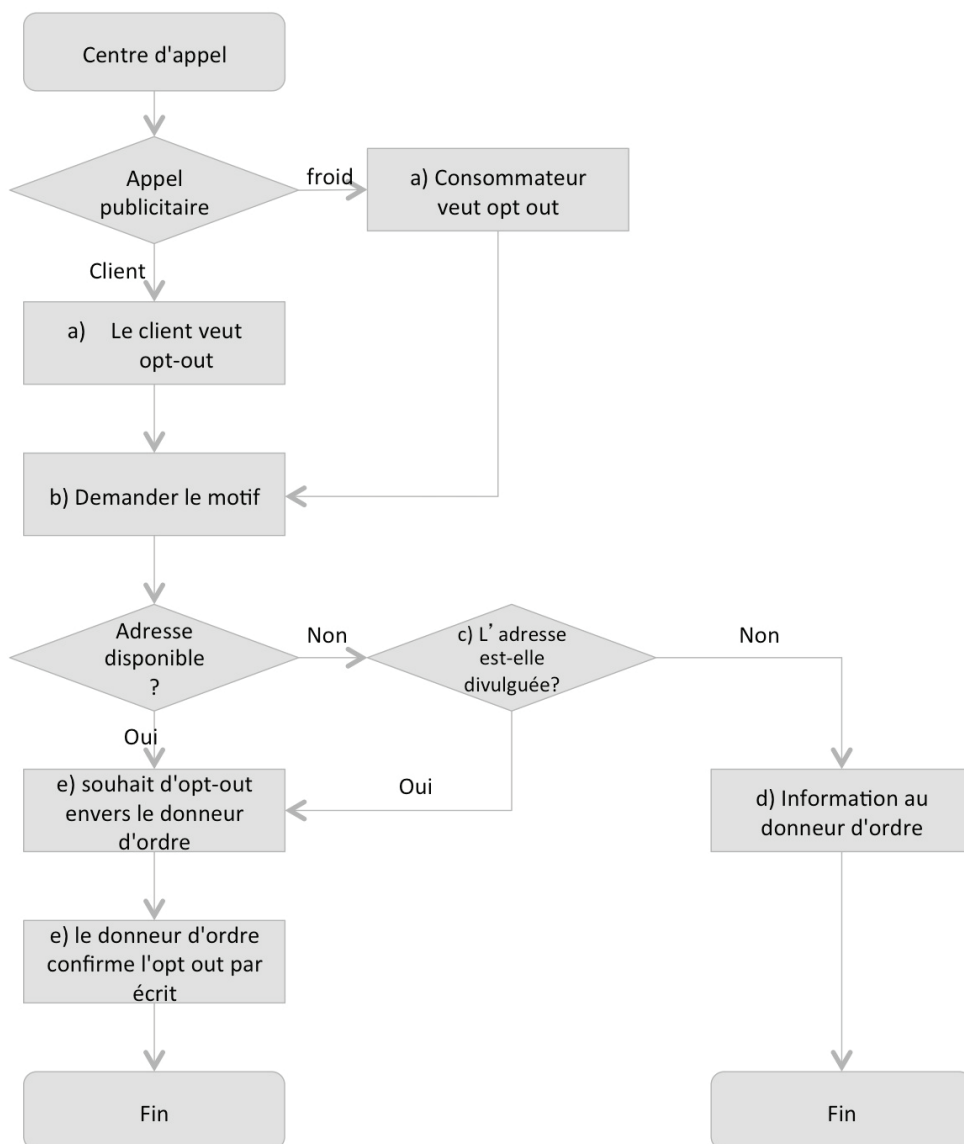 Centre d'appel
Appel
publicitaire
froid
a) Consommateur
veut opt out
Client
a) Le client veut
opt-out
b) Demander le motif
Adresse
disponible
?
Non
c) L’ adresse
est-elle
divulguée?
Non
Oui
Oui
e) souhait d'opt-out
envers le donneur
d'ordre
d) Information au
donneur d'ordre
e) le donneur d'ordre
confirme l'opt out par
écrit
Fin
Fin